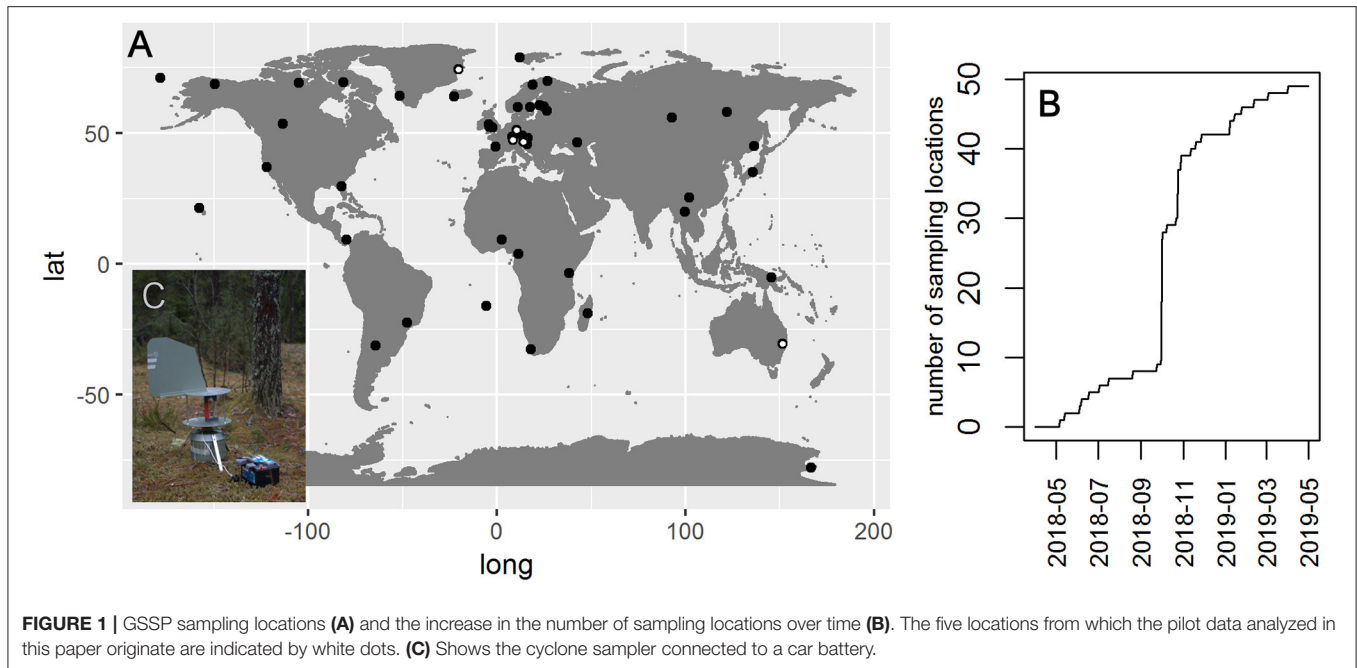 A
50
0
-50
lat
-100
0
100
200
long
C
B
50
40
30
20
10
0
number of sampling locations
2018-05
2018-07
2018-09
2018-11
2019-01
2019-03
2019-05
FIGURE 1 | GSSP sampling locations (A) and the increase in the number of sampling locations over time (B). The five locations from which the pilot data analyzed in
this paper originate are indicated by white dots. (C) Shows the cyclone sampler connected to a car battery.